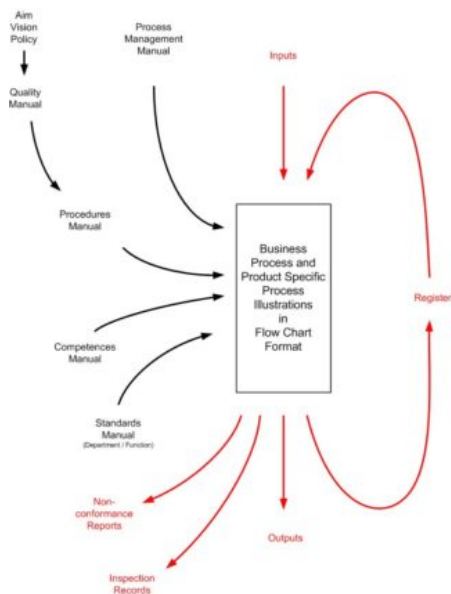 Aim
Vision
Policy
Process
Management
Manual
Inputs
Quality
Manual
Procedures
Manual
Business
Process and
Product Specific
Process
Illustrations
in
Flow Chart
Format
Register
Competences
Manual
Standards
Manual
(Department / Function)
Non-
conformance
Reports
Outputs
Inspection
Records